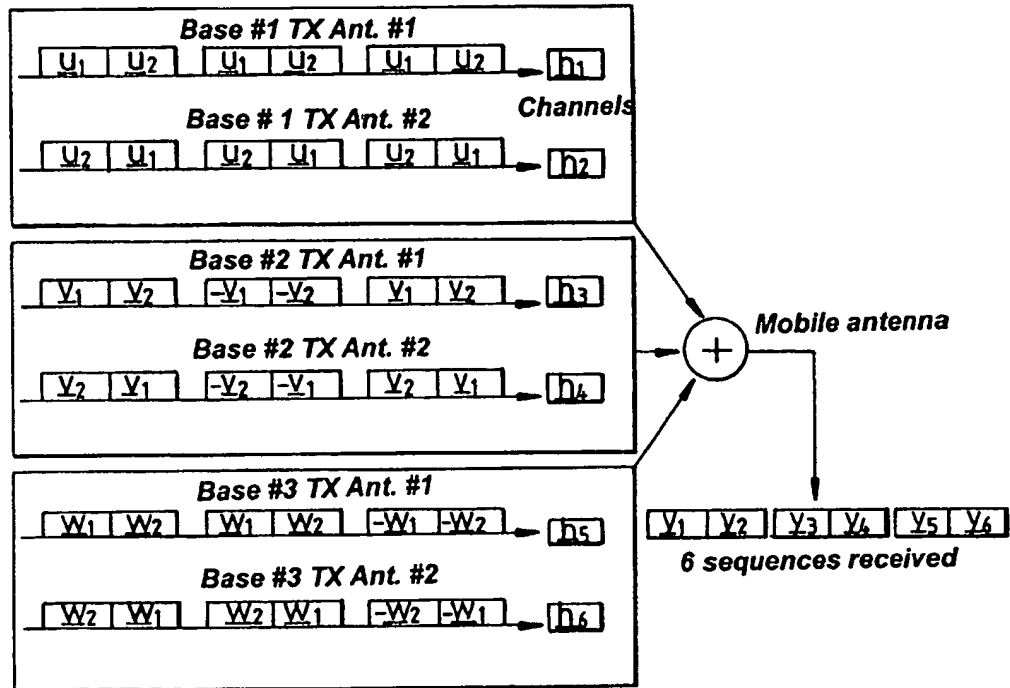 Base #1 TX Ant. #1
u1 u2 u1 u2 u1 u2 h1
Channels
Base # 1 TX Ant. #2
u2 u1 u2 u1 u2 u1 h2
Base #2 TX Ant. #1
v1 v2 -v1 -v2 v1 v2 h3
Mobile antenna
+
Base #2 TX Ant. #2
v2 v1 -v2 -v1 v2 v1 h4
Base #3 TX Ant. #1
w1 w2 w1 w2 -w1 -w2 h5
y1 y2 y3 y4 y5 y6
6 sequences received
Base #3 TX Ant. #2
w2 w1 w2 w1 -w2 -w1 h6